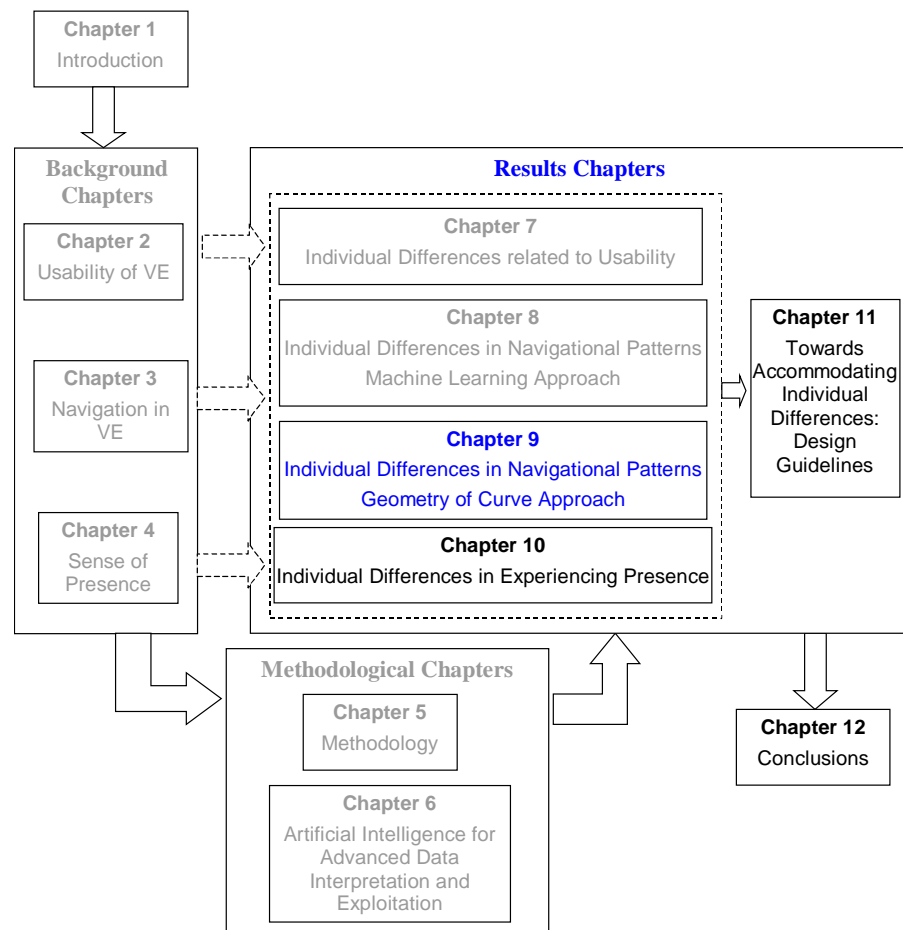 Chapter 1
Introduction
Background
Chapters
Chapter 2
Usability of VE
Chapter 3
Navigation in
VE
Chapter 4
Sense of
Presence
Results Chapters
Chapter 7
Individual Differences related to Usability
Chapter 8
Individual Differences in Navigational Patterns
Machine Learning Approach
Chapter 9
Individual Differences in Navigational Patterns
Geometry of Curve Approach
Chapter 10
Individual Differences in Experiencing Presence
Chapter 11
Towards
Accommodating
Individual
Differences:
Design
Guidelines
Methodological Chapters
Chapter 5
Methodology
Chapter 6
Artificial Intelligence for
Advanced Data
Interpretation and
Exploitation
Chapter 12
Conclusions